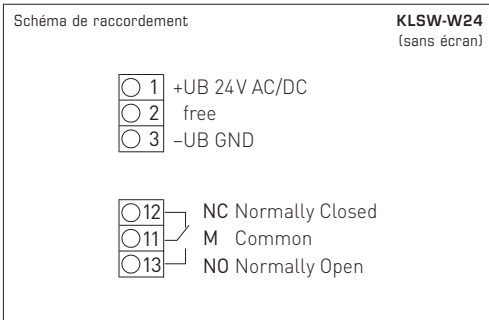 Schéma de raccordement KLSW-W24
(sans écran)
1 +UB 24V AC/DC
2 free
3 –UB GND
12 NC Normally Closed
11 M Common
13 NO Normally Open